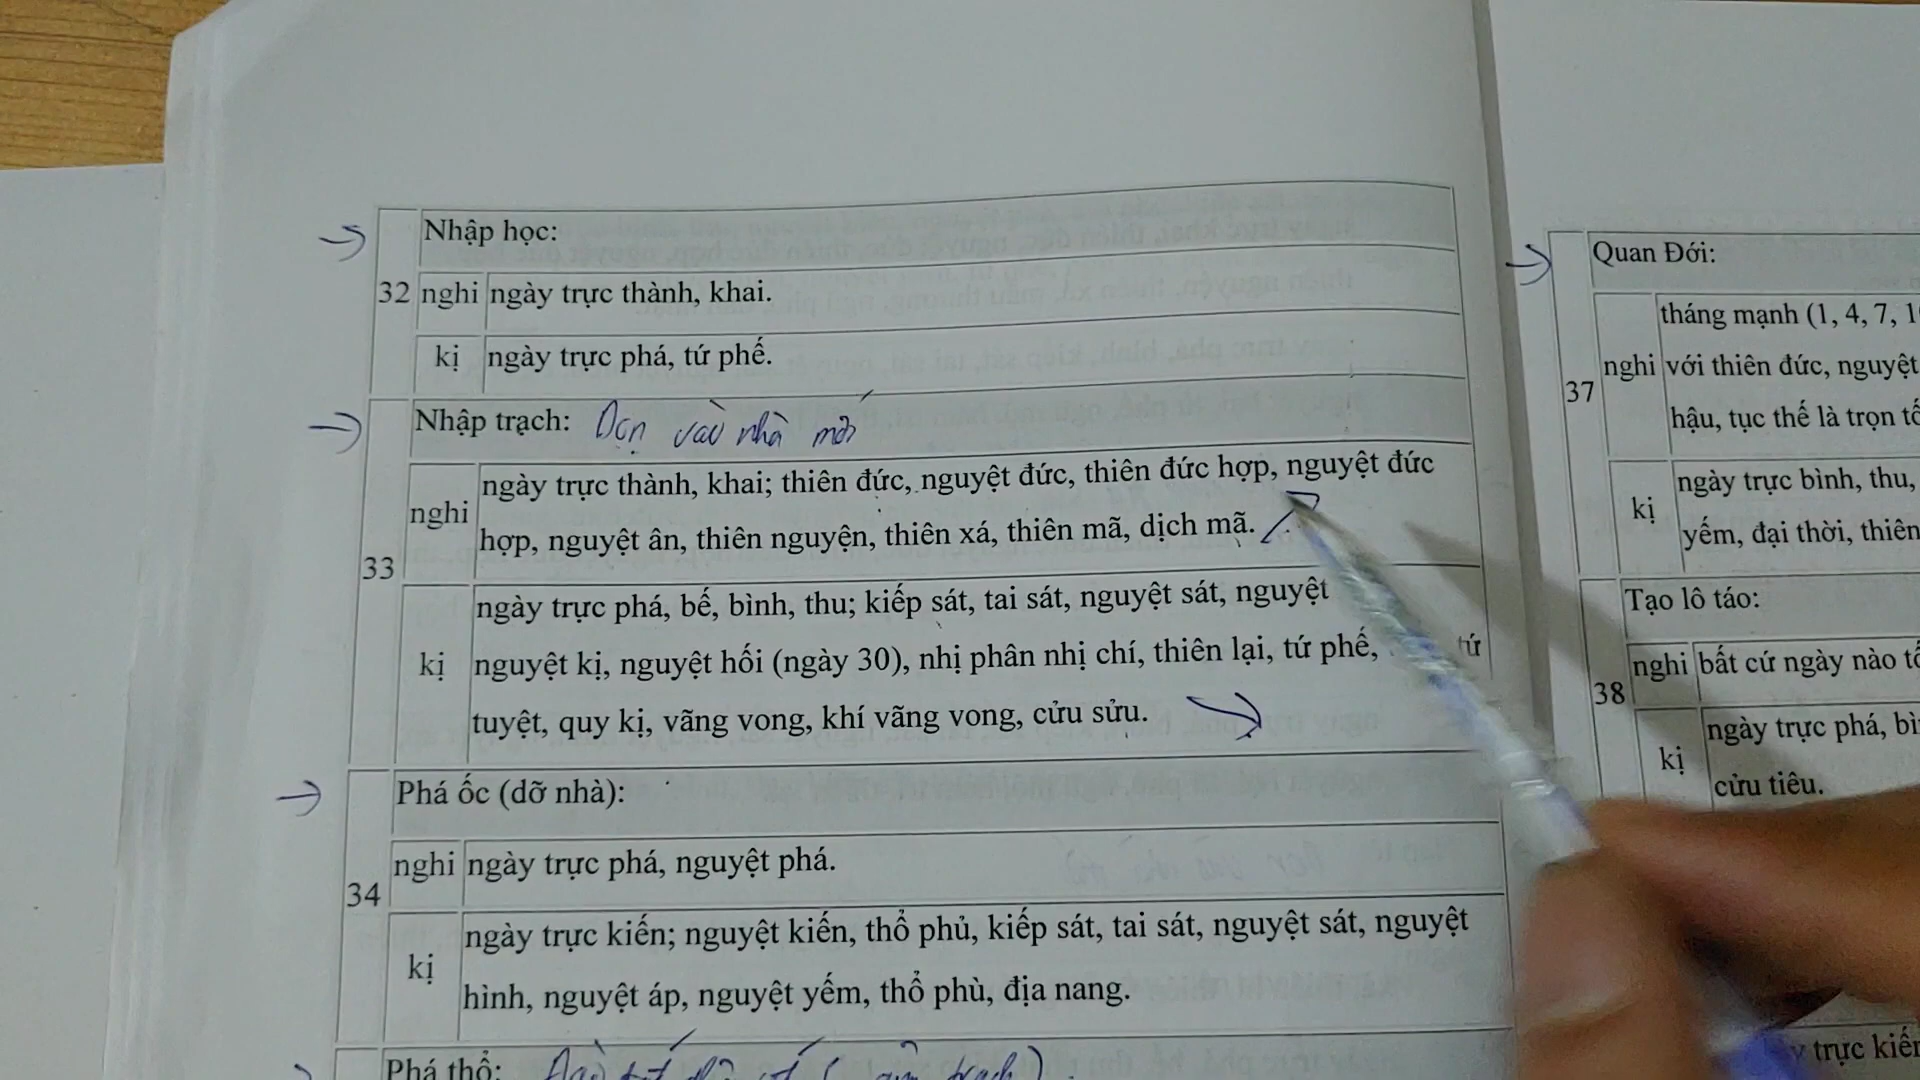 Nhập học:
32 nghi ngày trực thành, khai.
kị ngày trực phá, tứ phế.
Nhập trạch: Dọn vào nhà mới
33
nghi
ngày trực thành, khai; thiên đức, nguyệt đức, thiên đức hợp, nguyệt đức
hợp, nguyệt ân, thiên nguyện, thiên xá, thiên mã, dịch mã.
kị
ngày trực phá, bế, bình, thu; kiếp sát, tai sát, nguyệt sát, nguyệt
nguyệt kị, nguyệt hối (ngày 30), nhị phân nhị chí, thiên lại, tứ phế, tứ
tuyệt, quy kị, vãng vong, khí vãng vong, cửu sửu.
Phá ốc (dỡ nhà):
34
nghi ngày trực phá, nguyệt phá.
kị
ngày trực kiến; nguyệt kiến, thổ phủ, kiếp sát, tai sát, nguyệt sát, nguyệt
hình, nguyệt áp, nguyệt yếm, thổ phù, địa nang.
Phá thổ:
Quan Đới:
37
nghi
tháng mạnh (1, 4, 7,
với thiên đức, nguyệt
hậu, tục thế là trọn
kị
ngày trực bình, thu,
yếm, đại thời, thiên
Tạo lô táo:
38
nghi bất cứ ngày nào
kị
ngày trực phá,
cửu tiêu.
trực